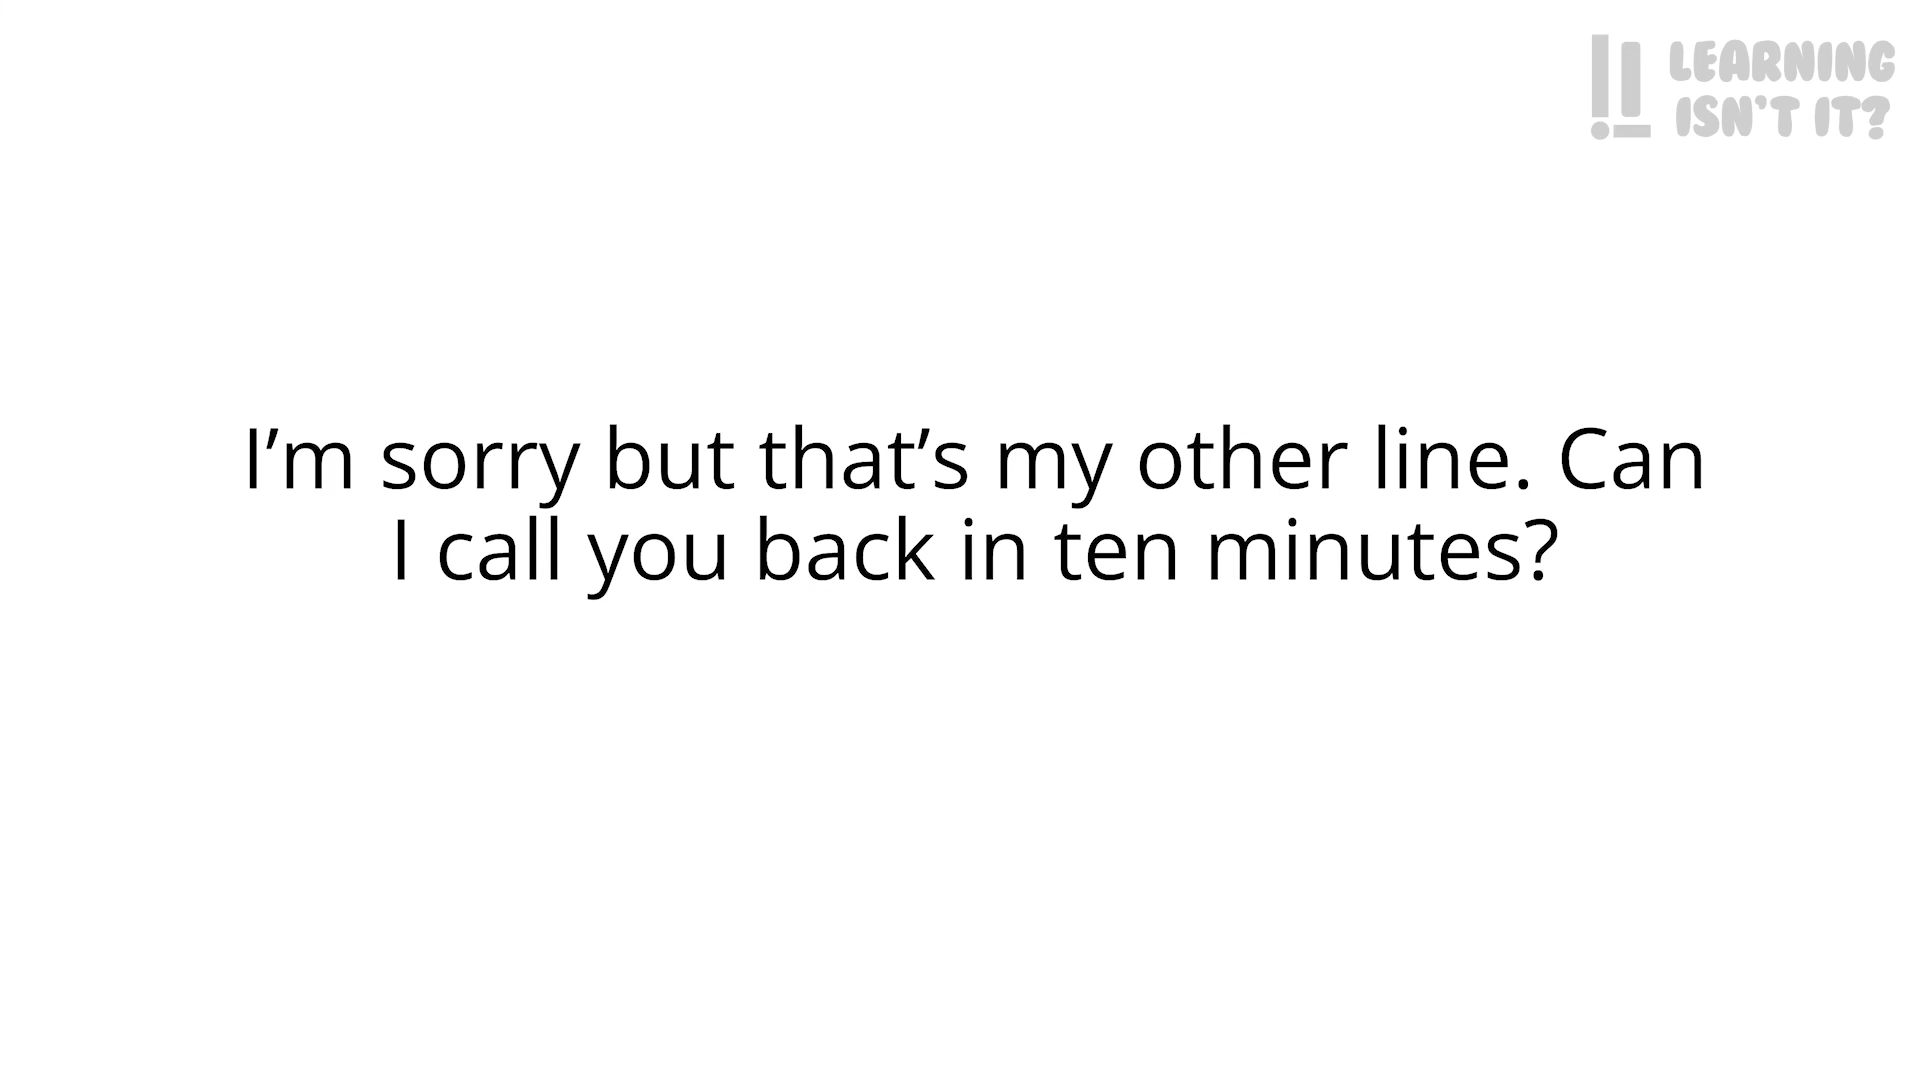 LEARNING
ISN'T IT?
I’m sorry but that’s my other line. Can
I call you back in ten minutes?